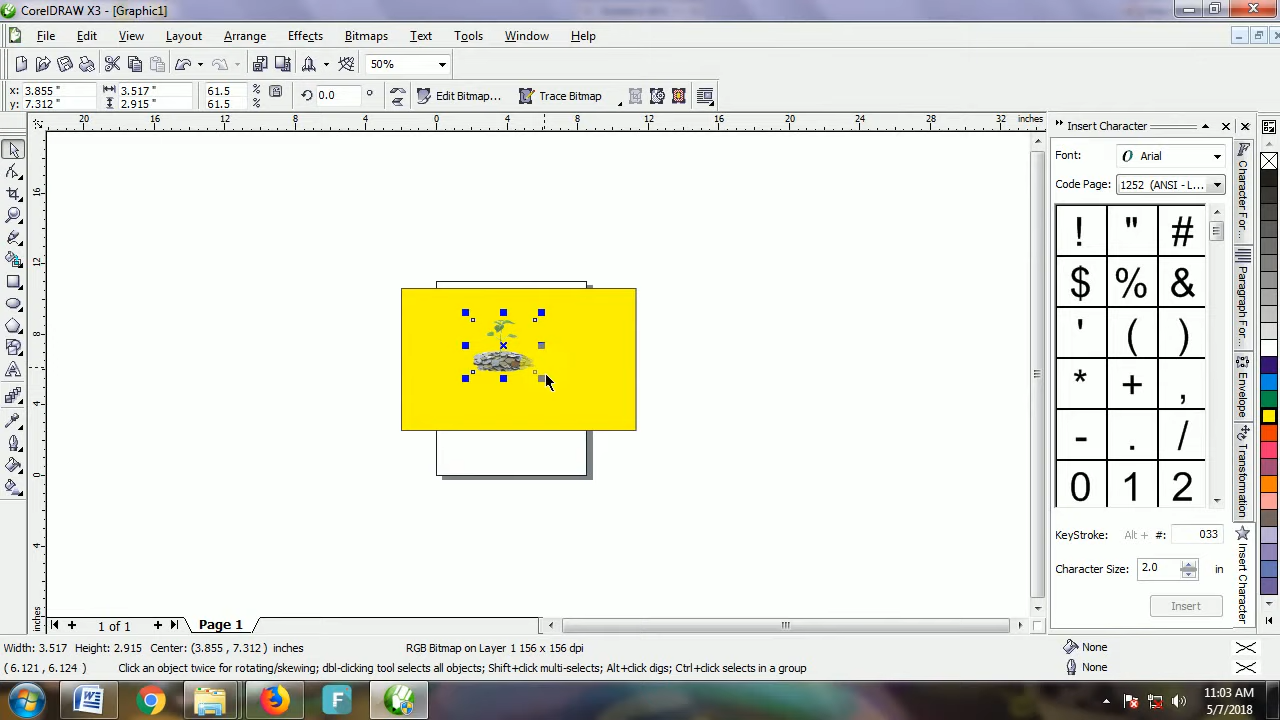 CorelDRAW X3 - [Graphic1]
File Edit View Layout Arrange Effects Bitmaps Text Tools Window Help
50%
x: 3.855 " 3.517 " 61.5 % 0.0 ° Edit Bitmap... Trace Bitmap
y: 7.312 " 2.915 " 61.5 %
20 16 12 8 4 0 4 8 12 16 20 24 28 32 inches
16
12
8
4
0
4
inches
Insert Character
Font: O Arial
Code Page: 1252 (ANSI - L...
! " #
$ % &
' ( )
* + ,
- . /
0 1 2
KeyStroke: Alt + #: 033
Character Size: 2.0 in
Insert
Character For...
Paragraph For...
Envelope
Transformation
Insert Character
1 of 1 Page 1
Width: 3.517 Height: 2.915 Center: (3.855 , 7.312 ) inches RGB Bitmap on Layer 1 156 x 156 dpi None
( 6.121 , 6.124 ) Click an object twice for rotating/skewing; dbl-clicking tool selects all objects; Shift+click multi-selects; Alt+click digs; Ctrl+click selects in a group None
W F 11:03 AM
5/7/2018